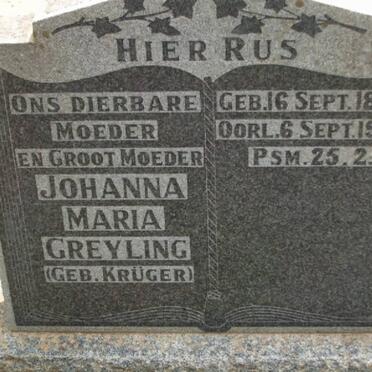 HIER RUS
ONS DIERBARE
MOEDER
EN GROOT MOEDER
JOHANNA
MARIA
GREYLING
(GEB. KRÜGER)
GEB. 16 SEPT. 18
OORL. 6 SEPT. 19
PSM. 25. 2